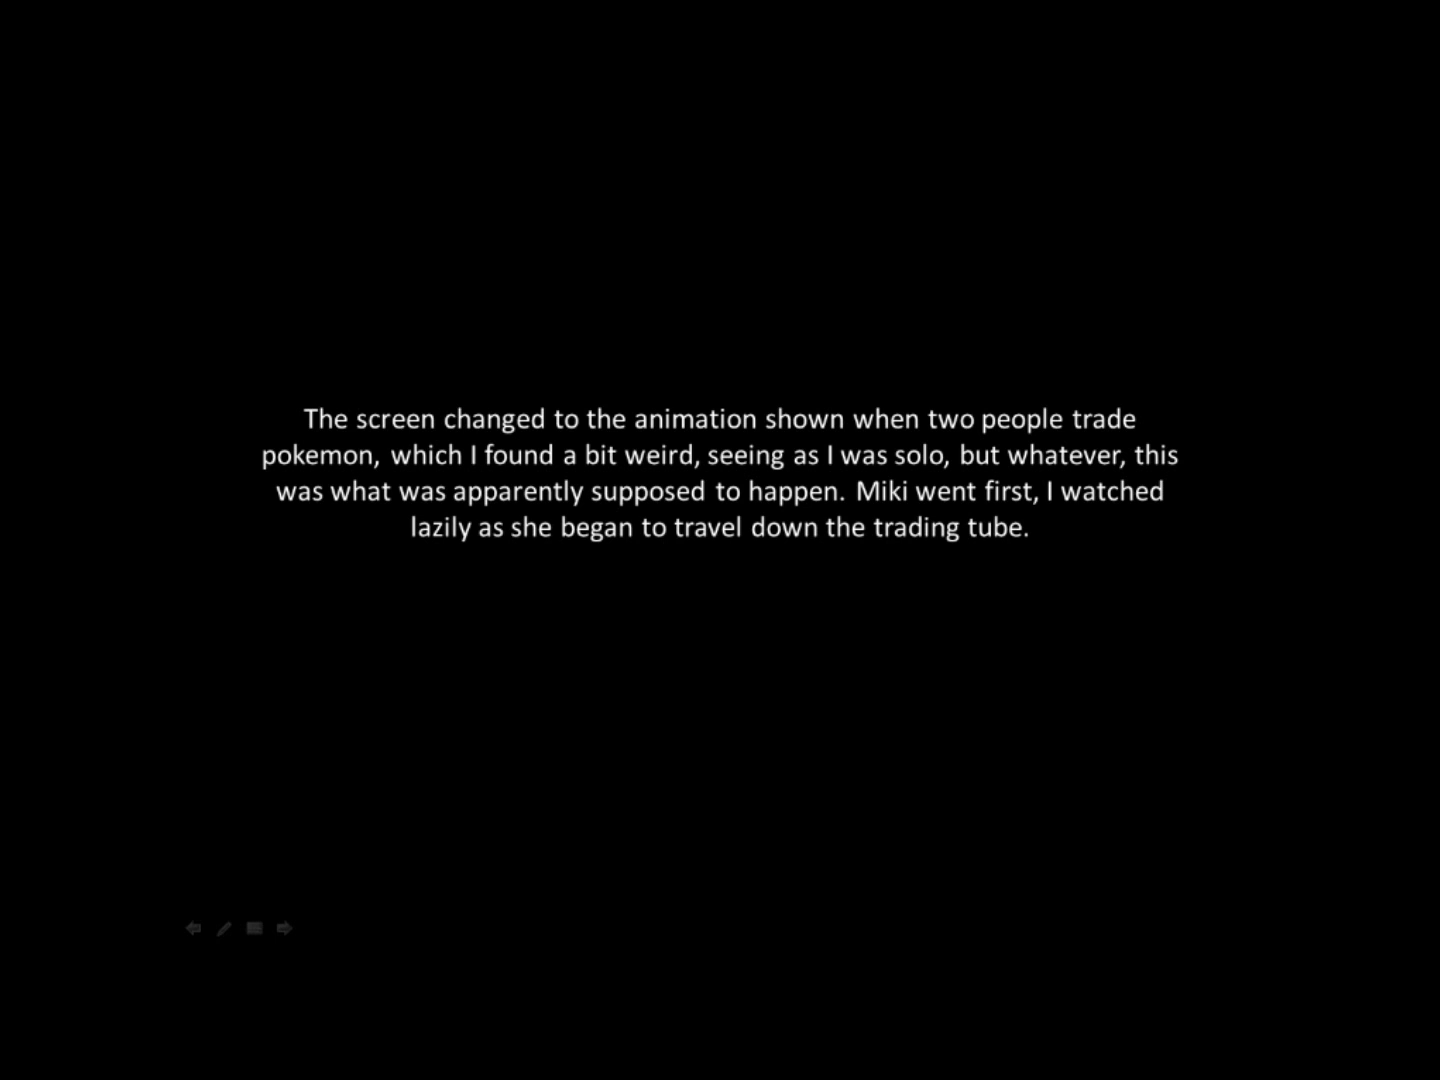 The screen changed to the animation shown when two people trade
pokemon, which I found a bit weird, seeing as I was solo, but whatever, this
was what was apparently supposed to happen. Miki went first, I watched
lazily as she began to travel down the trading tube.